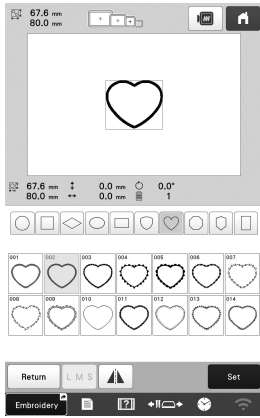 67.6 mm
80.0 mm
67.6 mm 0.0 mm 0.0°
80.0 mm 0.0 mm 1
001 002 003 004 005 006 007
008 009 010 011 012 013 014
Return L M S Set
Embroidery